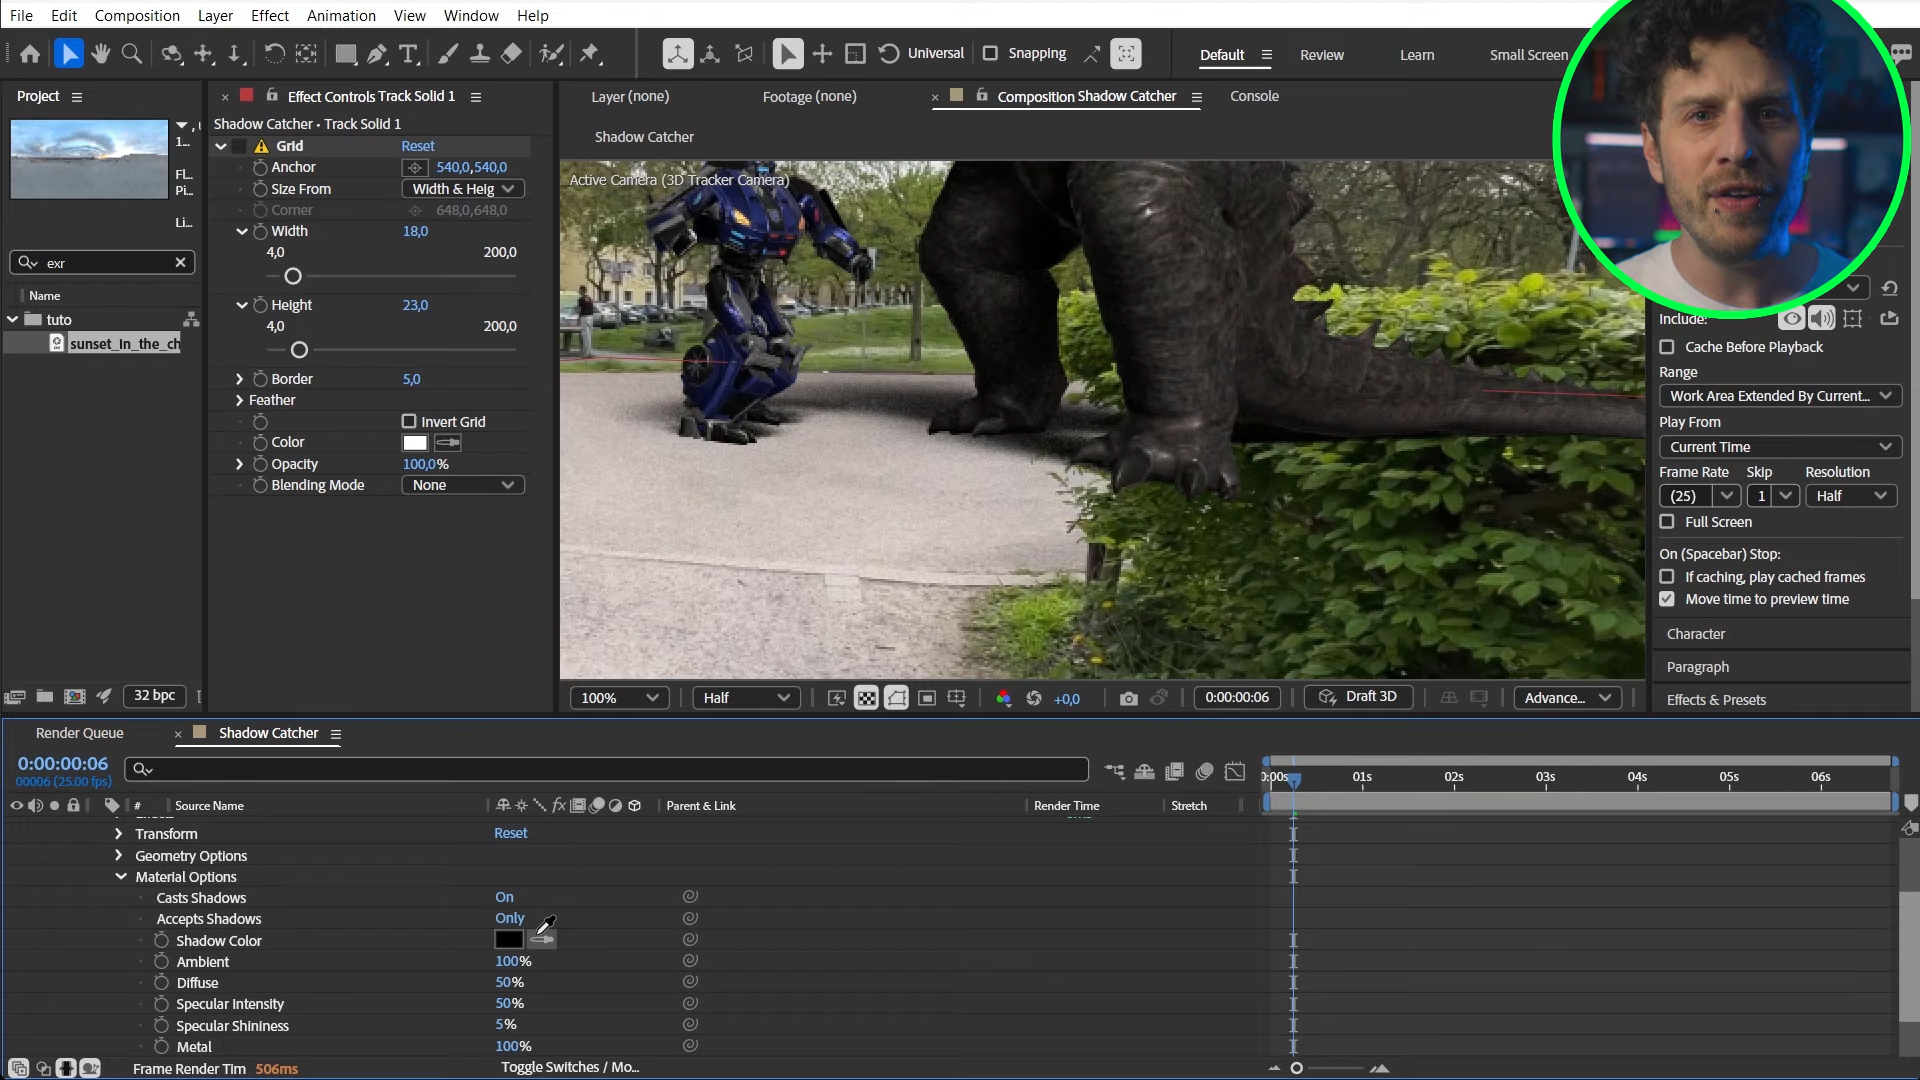 File Edit Composition Layer Effect Animation View Window Help
Universal Snapping Default Review Learn Small Screen
Project Effect Controls Track Solid 1 Layer (none) Footage (none) Composition Shadow Catcher Console
Shadow Catcher • Track Solid 1
Shadow Catcher
1...
FL..
Pi..
Li..
exr
Name
tuto
sunset_in_the_ch
32 bpc
Grid Reset
Anchor 540,0,540,0
Size From Width & Heig
Corner 648,0,648,0
Width 18,0
4,0 200,0
Height 23,0
4,0 200,0
Border 5,0
Feather
Invert Grid
Color
Opacity 100,0%
Blending Mode None
Active Camera (3D Tracker Camera)
100% Half +0,0 0:00:00:06 Draft 3D Advance...
Include:
Cache Before Playback
Range
Work Area Extended By Current...
Play From
Current Time
Frame Rate Skip Resolution
(25) 1 Half
Full Screen
On (Spacebar) Stop:
If caching, play cached frames
Move time to preview time
Character
Paragraph
Effects & Presets
Render Queue Shadow Catcher
0:00:00:06
00006 (25.00 fps)
# Source Name fx Parent & Link Render Time Stretch
:00s 01s 02s 03s 04s 05s 06s
Transform Reset
Geometry Options
Material Options
Casts Shadows On
Accepts Shadows Only
Shadow Color
Ambient 100%
Diffuse 50%
Specular Intensity 50%
Specular Shininess 5%
Metal 100%
Frame Render Tim 506ms Toggle Switches / Mo...